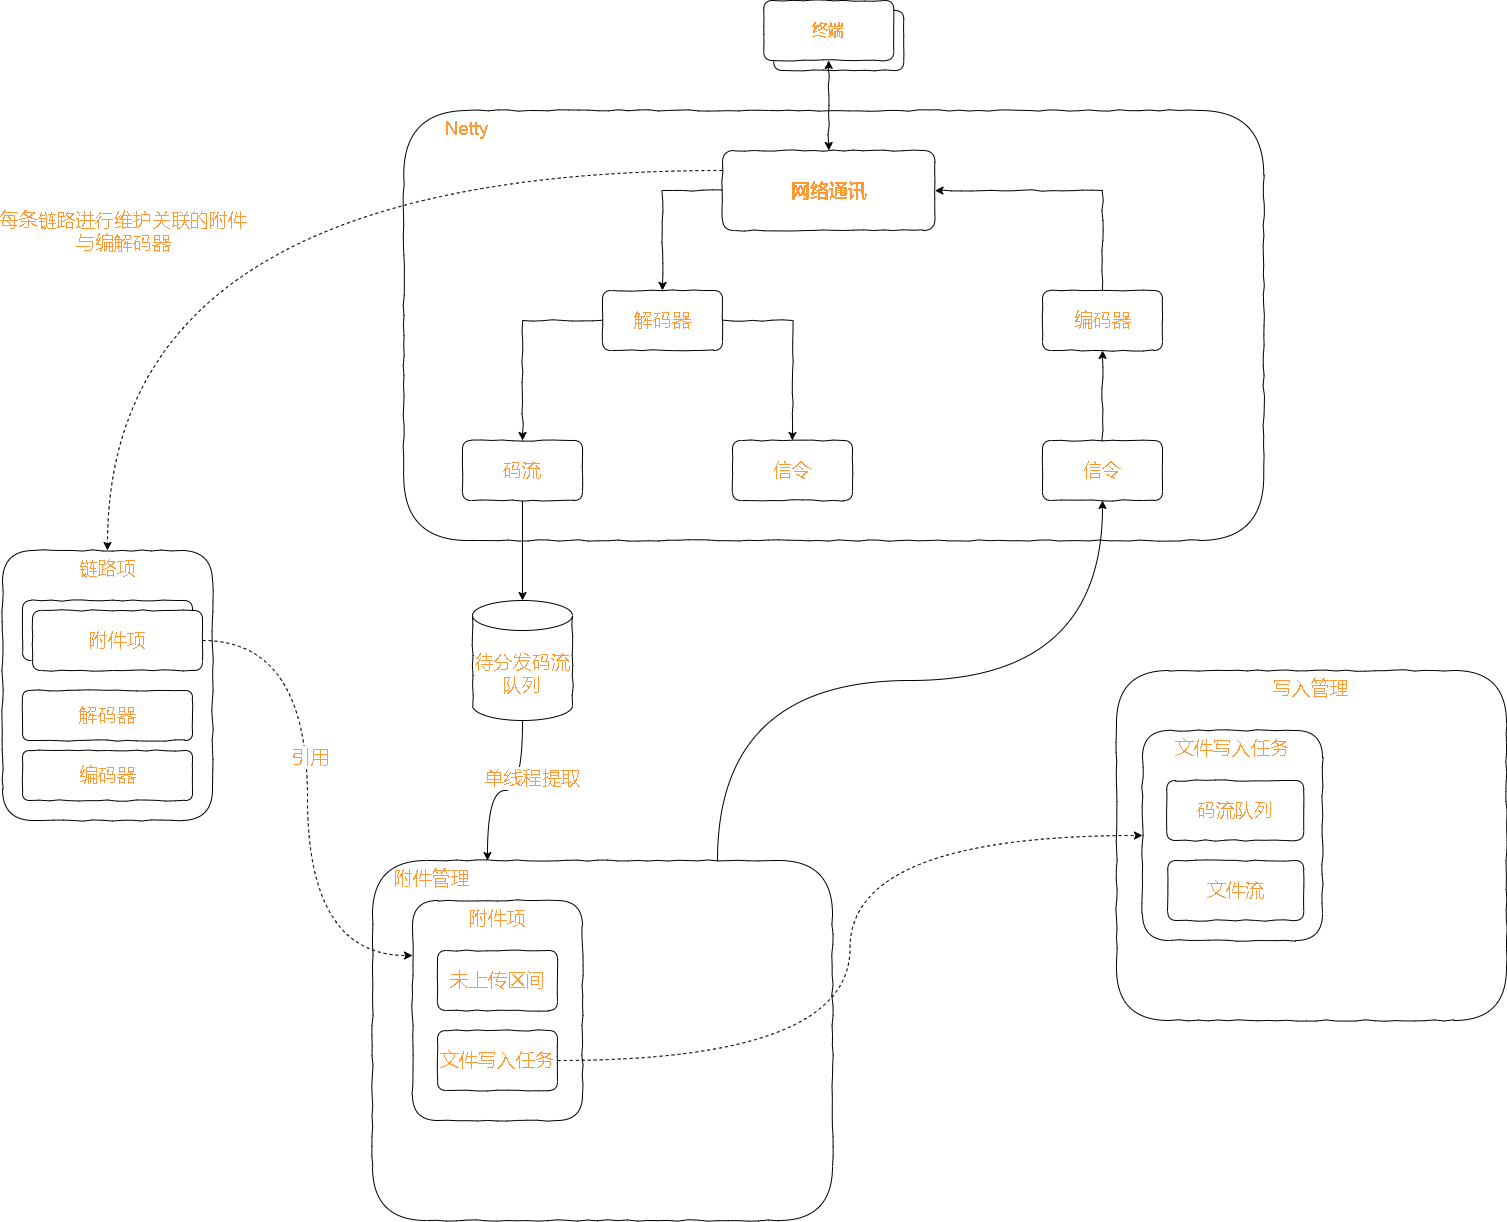 终端
Netty
网络通讯
每条链路进行维护关联的附件
与编解码器
解码器
编码器
码流
信令
信令
链路项
附件项
解码器
编码器
待分发码流
队列
写入管理
文件写入任务
码流队列
文件流
引用
单线程提取
附件管理
附件项
未上传区间
文件写入任务